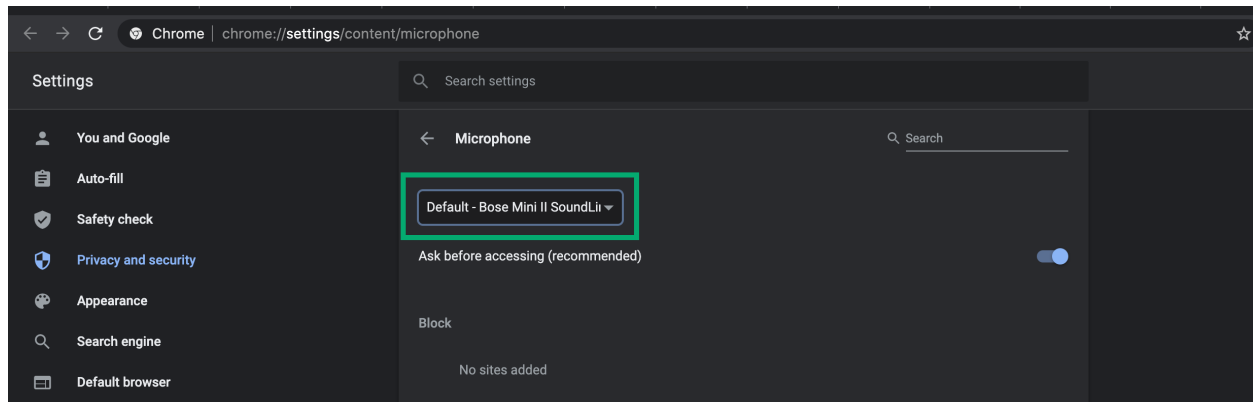 Chrome | chrome://settings/content/microphone
Settings
Search settings
You and Google
Auto-fill
Safety check
Privacy and security
Appearance
Search engine
Default browser
Microphone
Search
Default - Bose Mini II SoundLi
Ask before accessing (recommended)
Block
No sites added